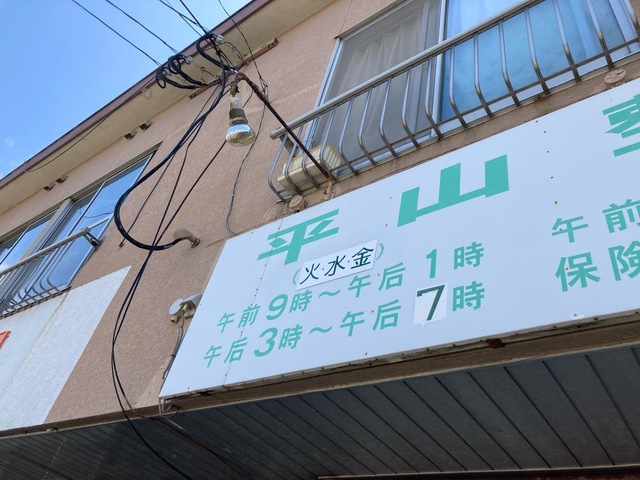 平山整
(火・水・金)
午前9時～午后1時
午后3時～午后7時
午前
保険